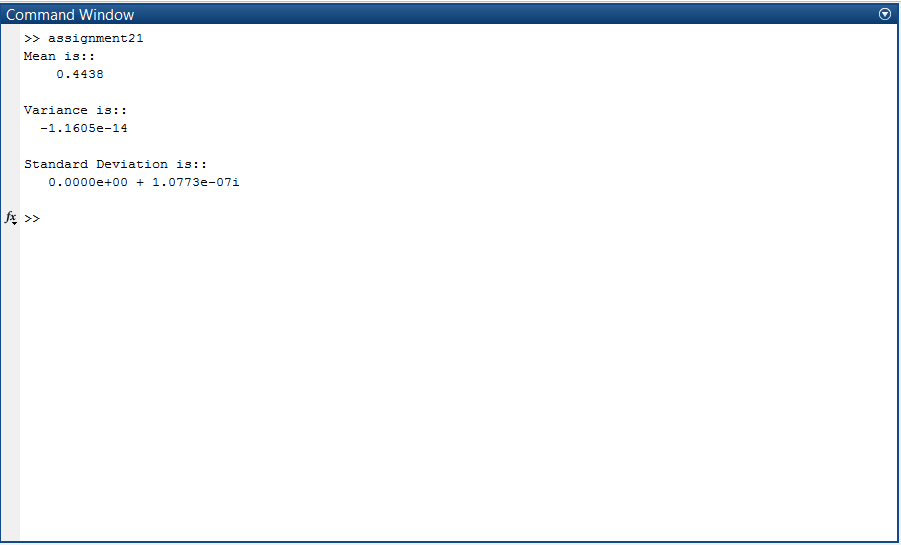 Command Window
>> assignment21
Mean is::
0.4438
Variance is::
-1.1605e-14
Standard Deviation is::
0.0000e+00 + 1.0773e-07i
fx >>